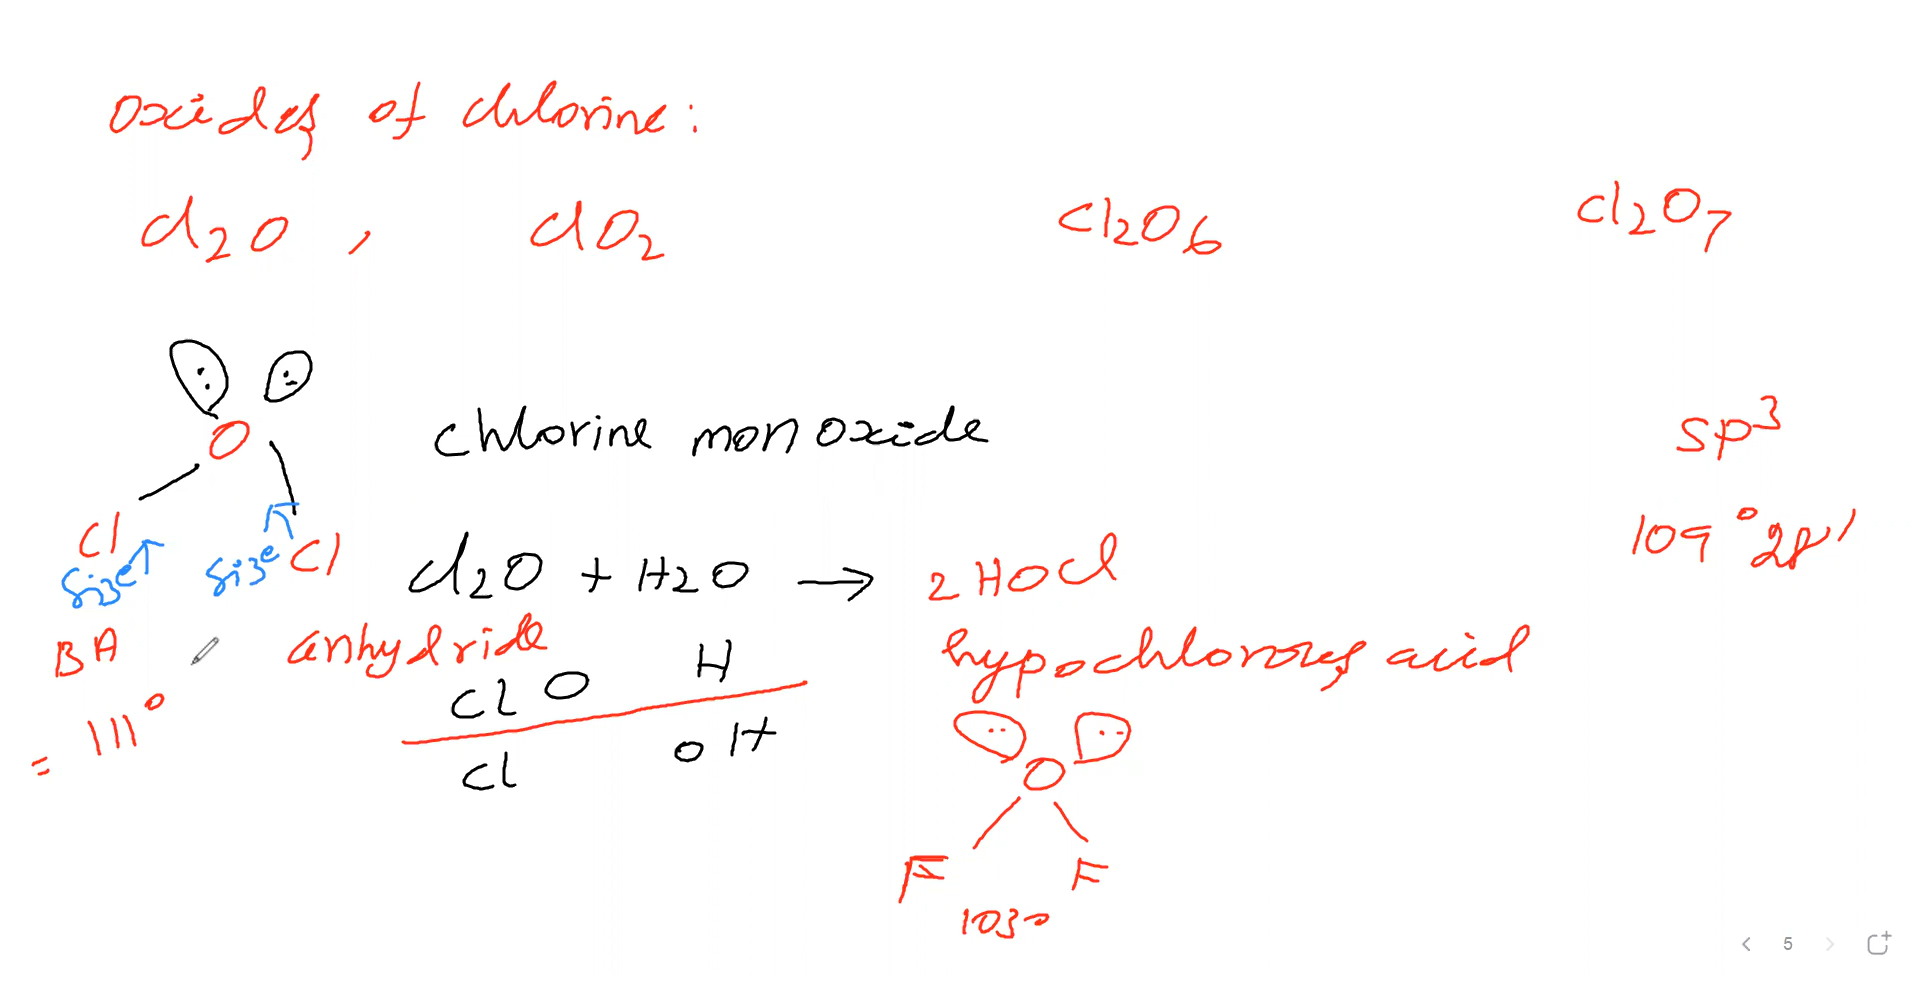 Oxides of chlorine:
Cl2O , ClO2 Cl2O6 Cl2O7
O
Cl Cl
size size
BA
= 111°
chlorine monoxide
sp3
109°28'
Cl2O + H2O → 2HOCl
anhydride
hypochlorous acid
ClO H
Cl OH
O
F F
103°
5